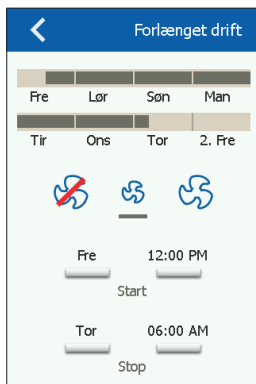 Forlænget drift
Fre Lør Søn Man
Tir Ons Tor 2. Fre
Fre 12:00 PM
Start
Tor 06:00 AM
Stop